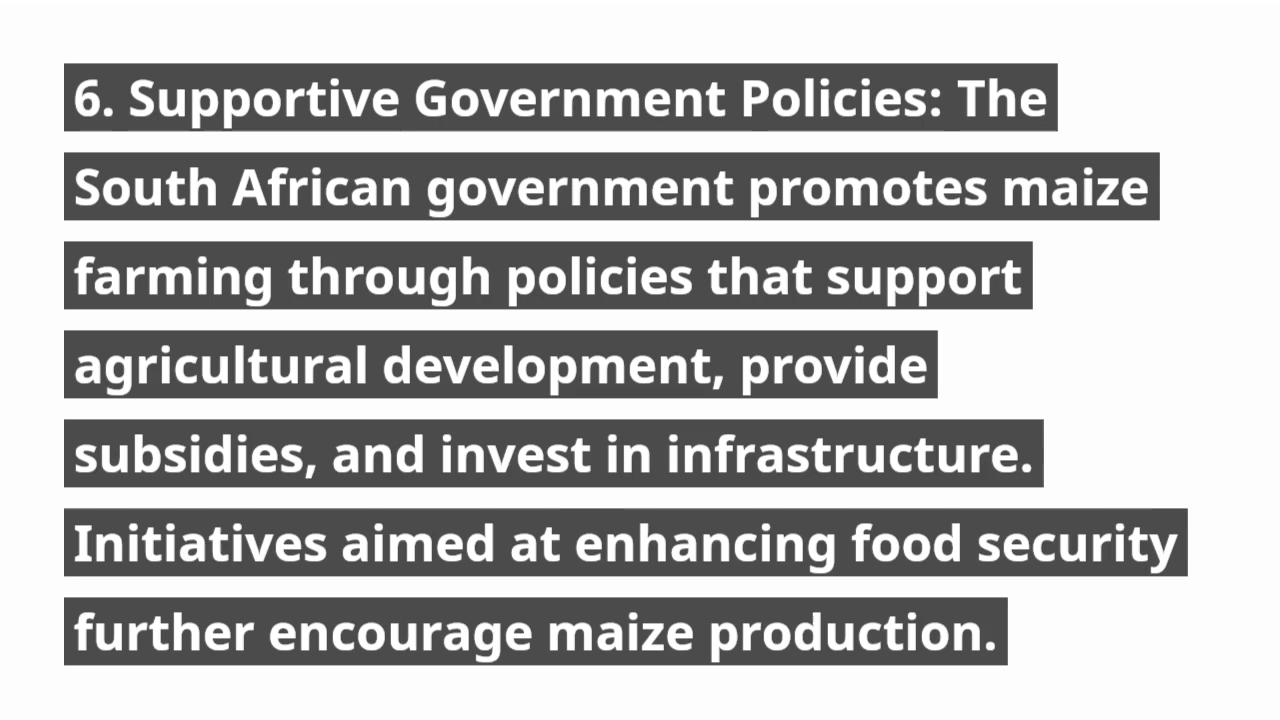 6. Supportive Government Policies: The
South African government promotes maize
farming through policies that support
agricultural development, provide
subsidies, and invest in infrastructure.
Initiatives aimed at enhancing food security
further encourage maize production.